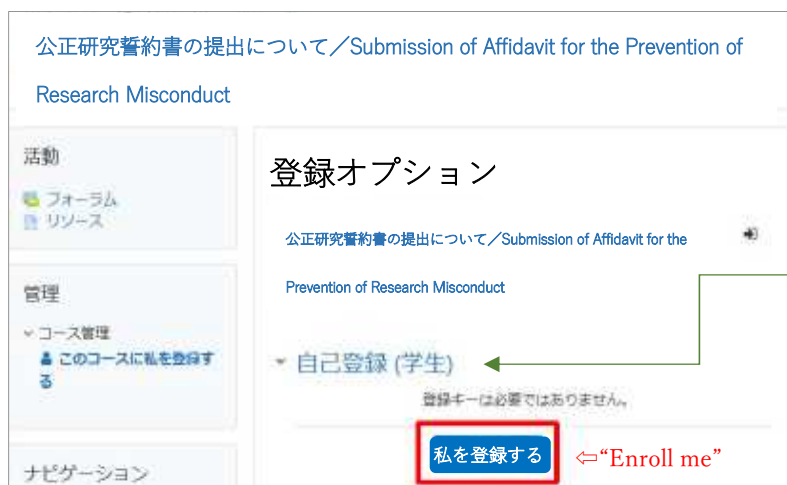 公正研究誓約書の提出について／Submission of Affidavit for the Prevention of
Research Misconduct
活動
フォーラム
リソース
管理
コース管理
このコースに私を登録す
る
ナビゲーション
登録オプション
公正研究誓約書の提出について／Submission of Affidavit for the
Prevention of Research Misconduct
自己登録 (学生)
登録キーは必要ではありません。
私を登録する
⇦“Enroll me”